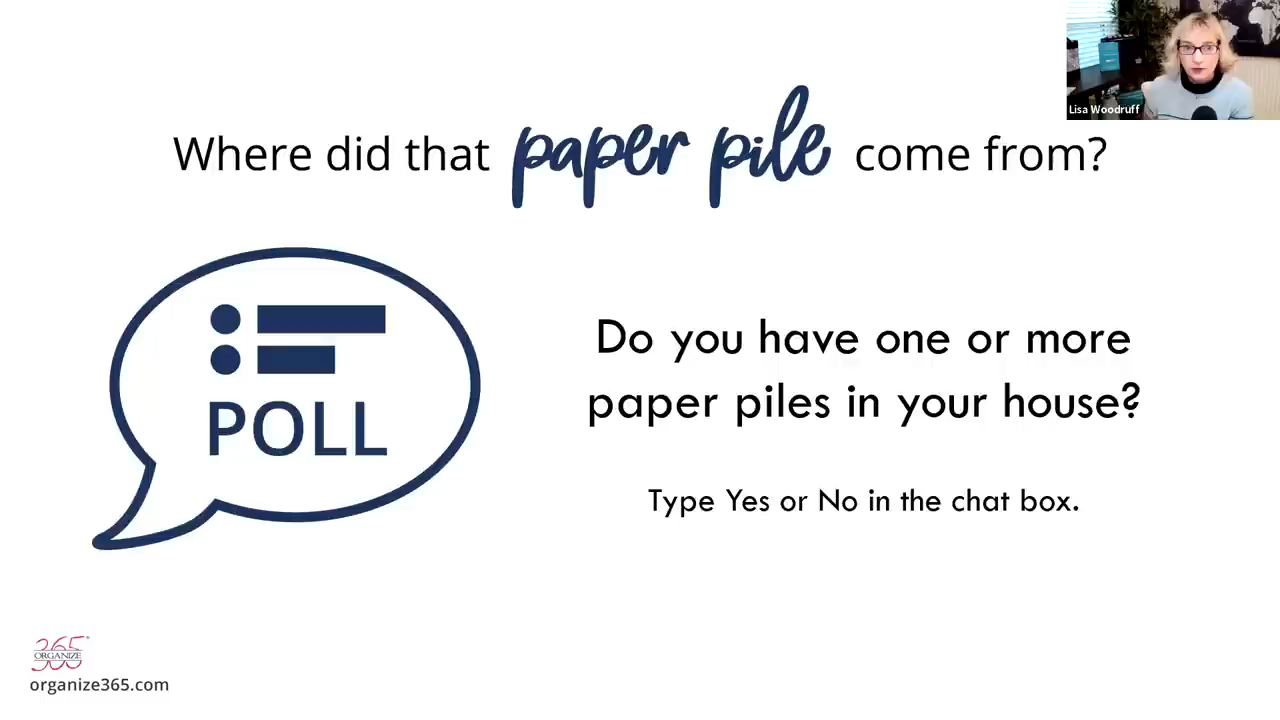 Lisa Woodruff
Where did that paper pile come from?
POLL
Do you have one or more
paper piles in your house?
Type Yes or No in the chat box.
365
ORGANIZE
organize365.com